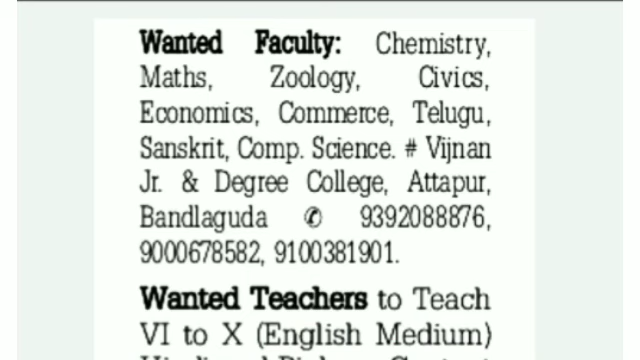 Wanted Faculty: Chemistry,
Maths, Zoology, Civics,
Economics, Commerce, Telugu,
Sanskrit, Comp. Science. # Vijnan
Jr. & Degree College, Attapur,
Bandlaguda ✆ 9392088876,
9000678582, 9100381901.
Wanted Teachers to Teach
VI to X (English Medium)